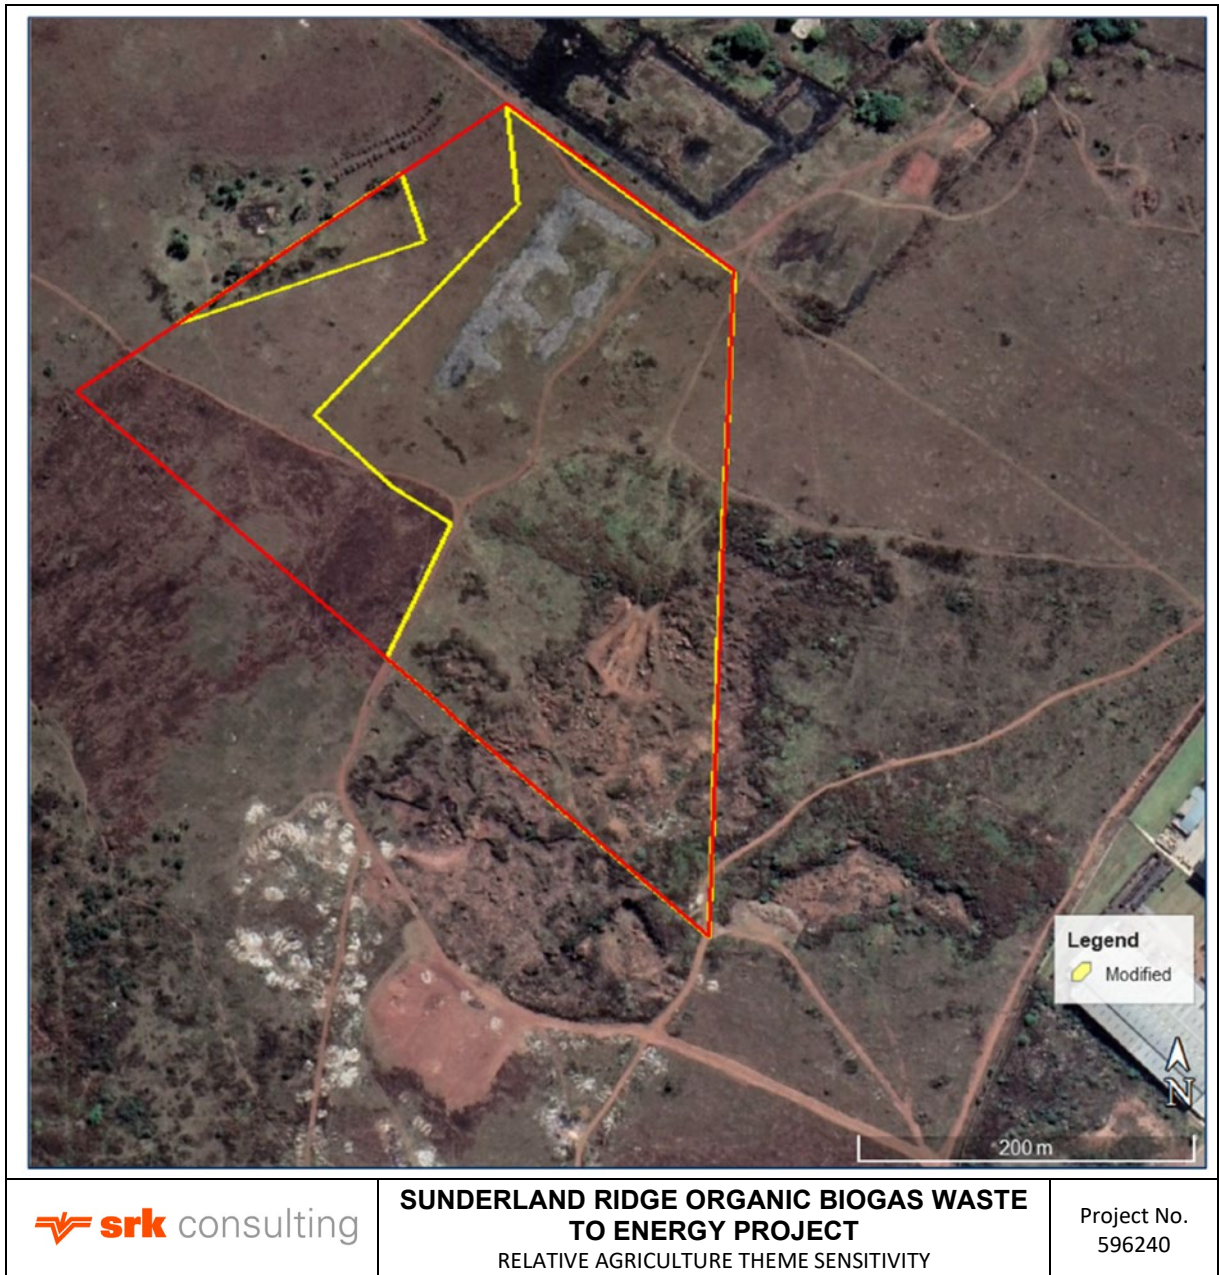 Legend
Modified
N
200 m
srk consulting
SUNDERLAND RIDGE ORGANIC BIOGAS WASTE
TO ENERGY PROJECT
RELATIVE AGRICULTURE THEME SENSITIVITY
Project No.
596240